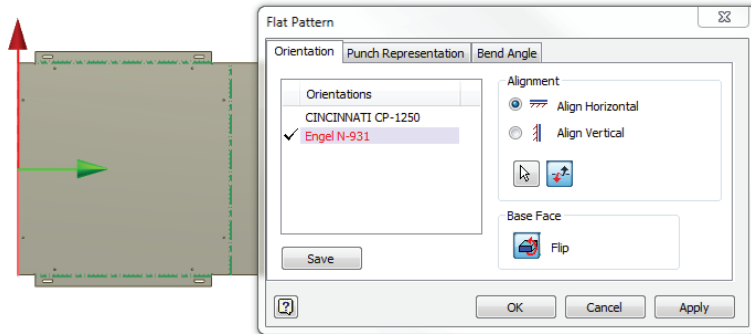 Flat Pattern
Orientation Punch Representation Bend Angle
Orientations
CINCINNATI CP-1250
Engel N-931
Save
Alignment
Align Horizontal
Align Vertical
Base Face
Flip
OK Cancel Apply